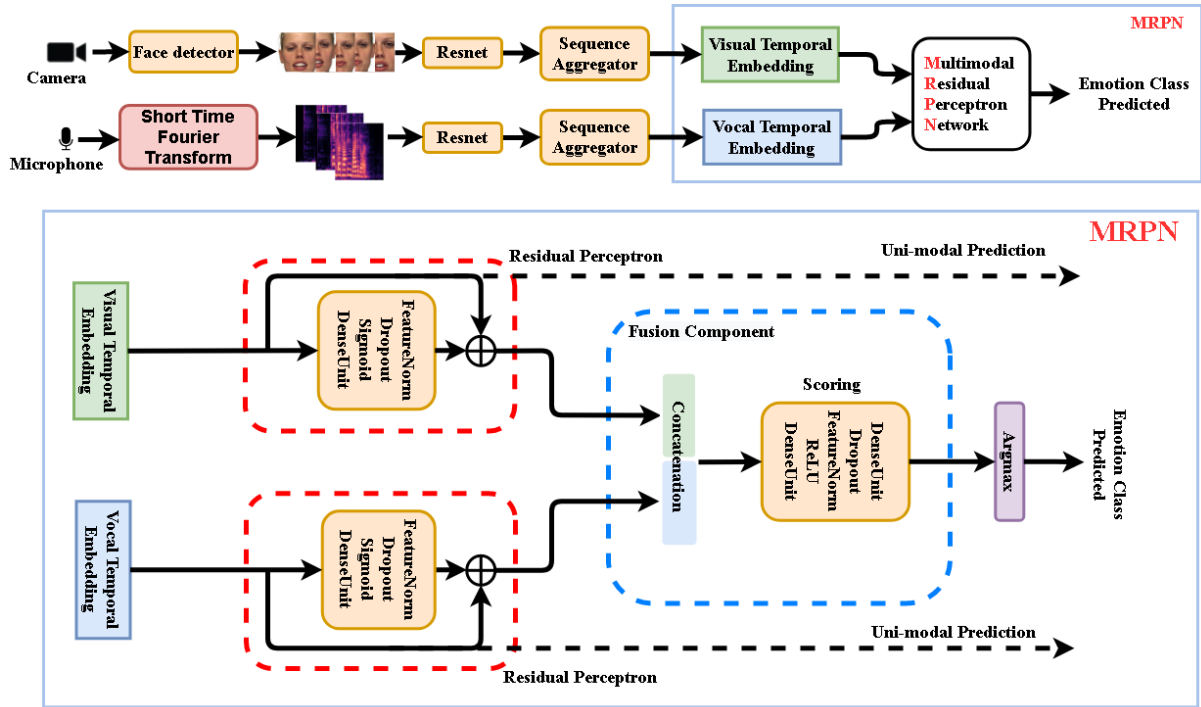 MRPN
Camera
Face detector
Resnet
Sequence
Aggregator
Visual Temporal
Embedding
Multimodal
Residual
Perceptron
Network
Emotion Class
Predicted
Microphone
Short Time
Fourier
Transform
Resnet
Sequence
Aggregator
Vocal Temporal
Embedding
MRPN
Residual Perceptron
Uni-modal Prediction
Visual Temporal
Embedding
FeatureNorm
Dropout
Sigmoid
DenseUnit
Fusion Component
Concatenation
Scoring
DenseUnit
Dropout
FeatureNorm
ReLU
DenseUnit
Argmax
Emotion Class
Predicted
Vocal Temporal
Embedding
FeatureNorm
Dropout
Sigmoid
DenseUnit
Uni-modal Prediction
Residual Perceptron